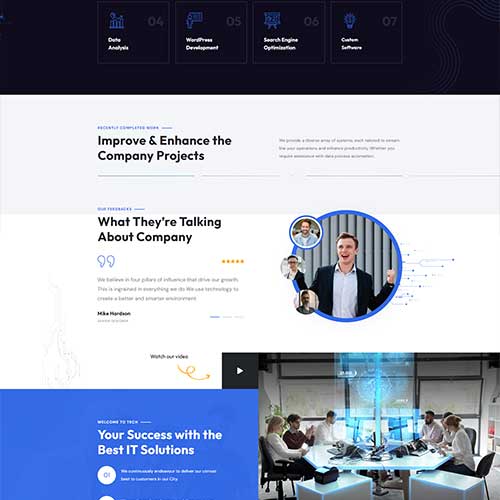 04
05
06
07
Data
Analysis
WordPress
Development
Search Engine
Optimization
Custom
Software
RECENTLY COMPLETED WORK
Improve & Enhance the
Company Projects
We provide a diverse array of systems, each tailored to streamline
the your operations and enhance productivity. Whether you
require assistance with data process automation.
OUR FEEDBACKS
What They're Talking
About Company
We believe in four pillars of influence that drive our growth.
This is ingrained in everything we do We use technology to
create a better and smarter environment
Mike Hardson
SENIOR DESIGNER
Watch our video
WELCOME TO TECH
Your Success with the
Best IT Solutions
01
We continuously endeavour to deliver our utmost
best to customers in our City.